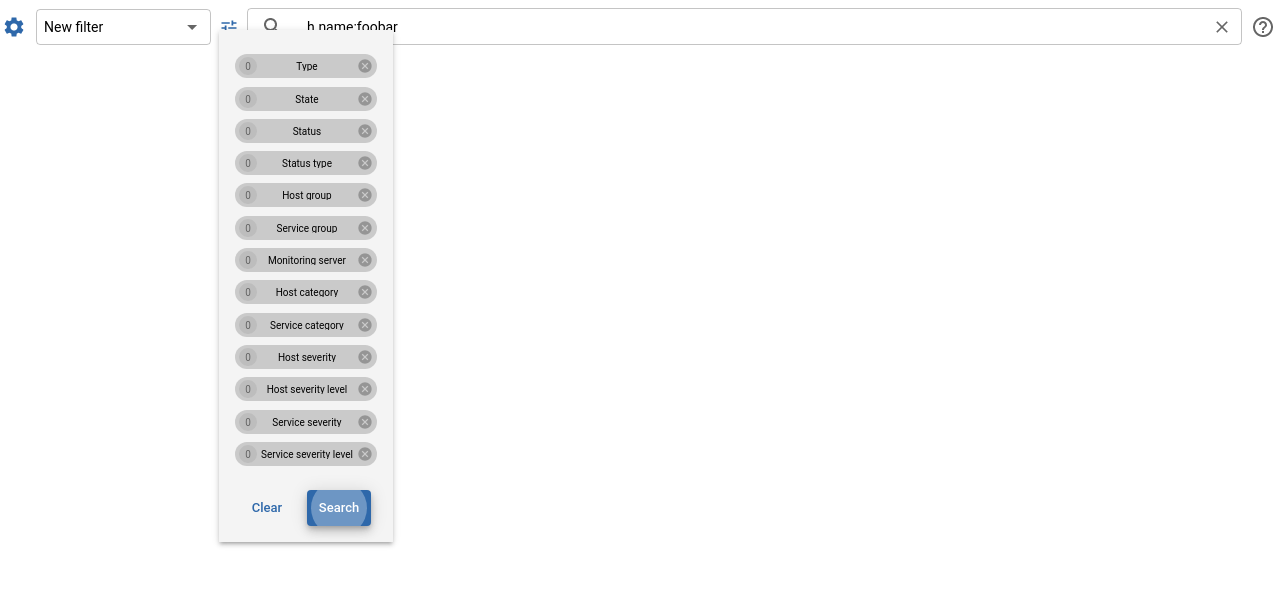 New filter
h.name:foobar
0 Type
0 State
0 Status
0 Status type
0 Host group
0 Service group
0 Monitoring server
0 Host category
0 Service category
0 Host severity
0 Host severity level
0 Service severity
0 Service severity level
Clear Search